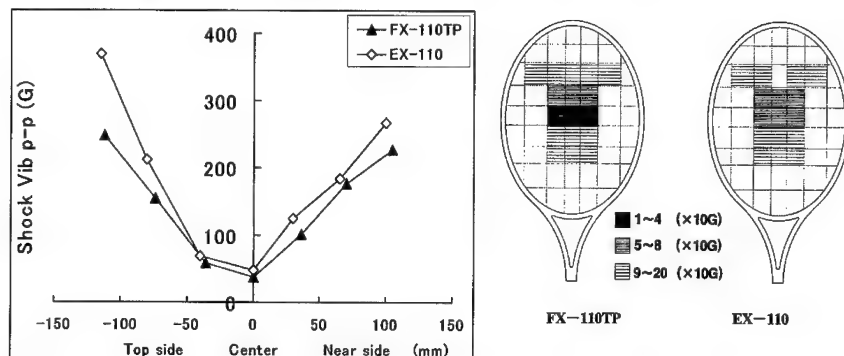 Shock Vib p-p (G)
400
300
200
100
0
FX-110TP
EX-110
-150 -100 -50 0 50 100 150
Top side Center Near side (mm)
1~4 (×10G)
5~8 (×10G)
9~20 (×10G)
FX-110TP EX-110